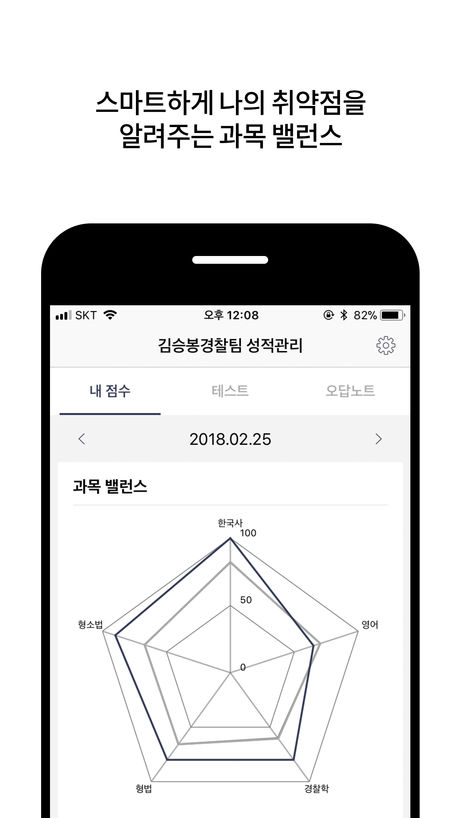 스마트하게 나의 취약점을
알려주는 과목 밸런스
SKT 오후 12:08 82%
김승봉경찰팀 성적관리
내 점수 테스트 오답노트
2018.02.25
과목 밸런스
한국사
100
50
형소법 영어
0
형법 경찰학